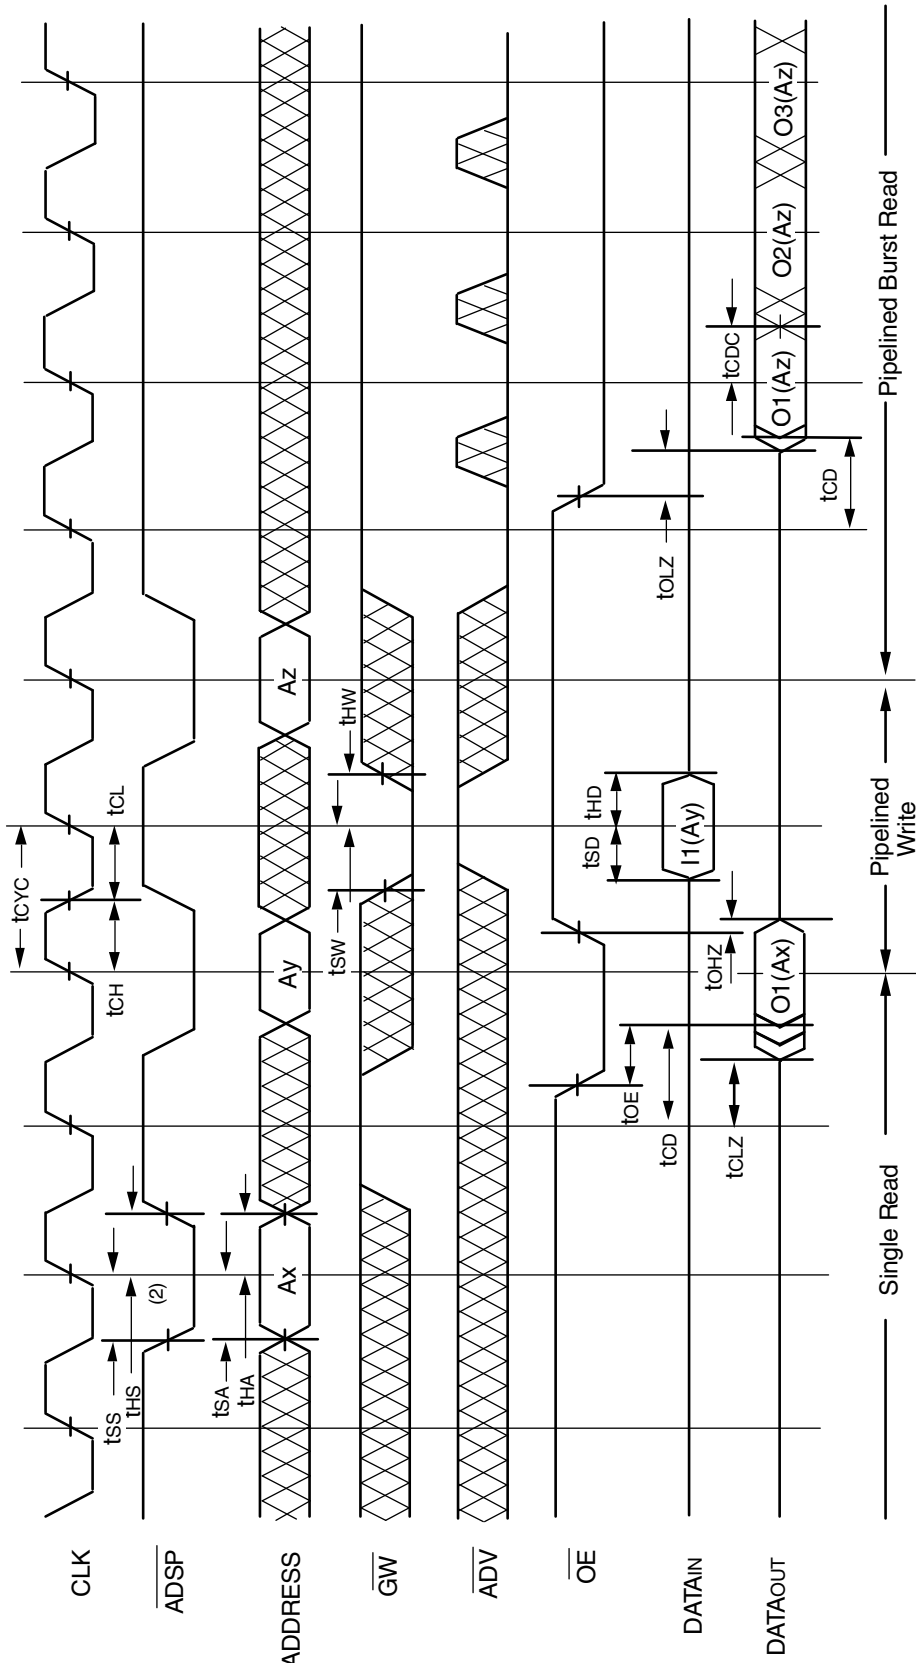 CLK
tCYC
tCH
tCL
ADSP
tSS
tHS
(2)
ADDRESS
tSA
tHA
Ax
Ay
Az
GW
tSW
tHW
ADV
OE
tOE
tOHZ
tOLZ
DATAIN
tSD
tHD
I1(Ay)
DATAOUT
tCLZ
tCD
O1(Ax)
tCD
tCDC
O1(Az)
O2(Az)
O3(Az)
Single Read
Pipelined
Write
Pipelined Burst Read